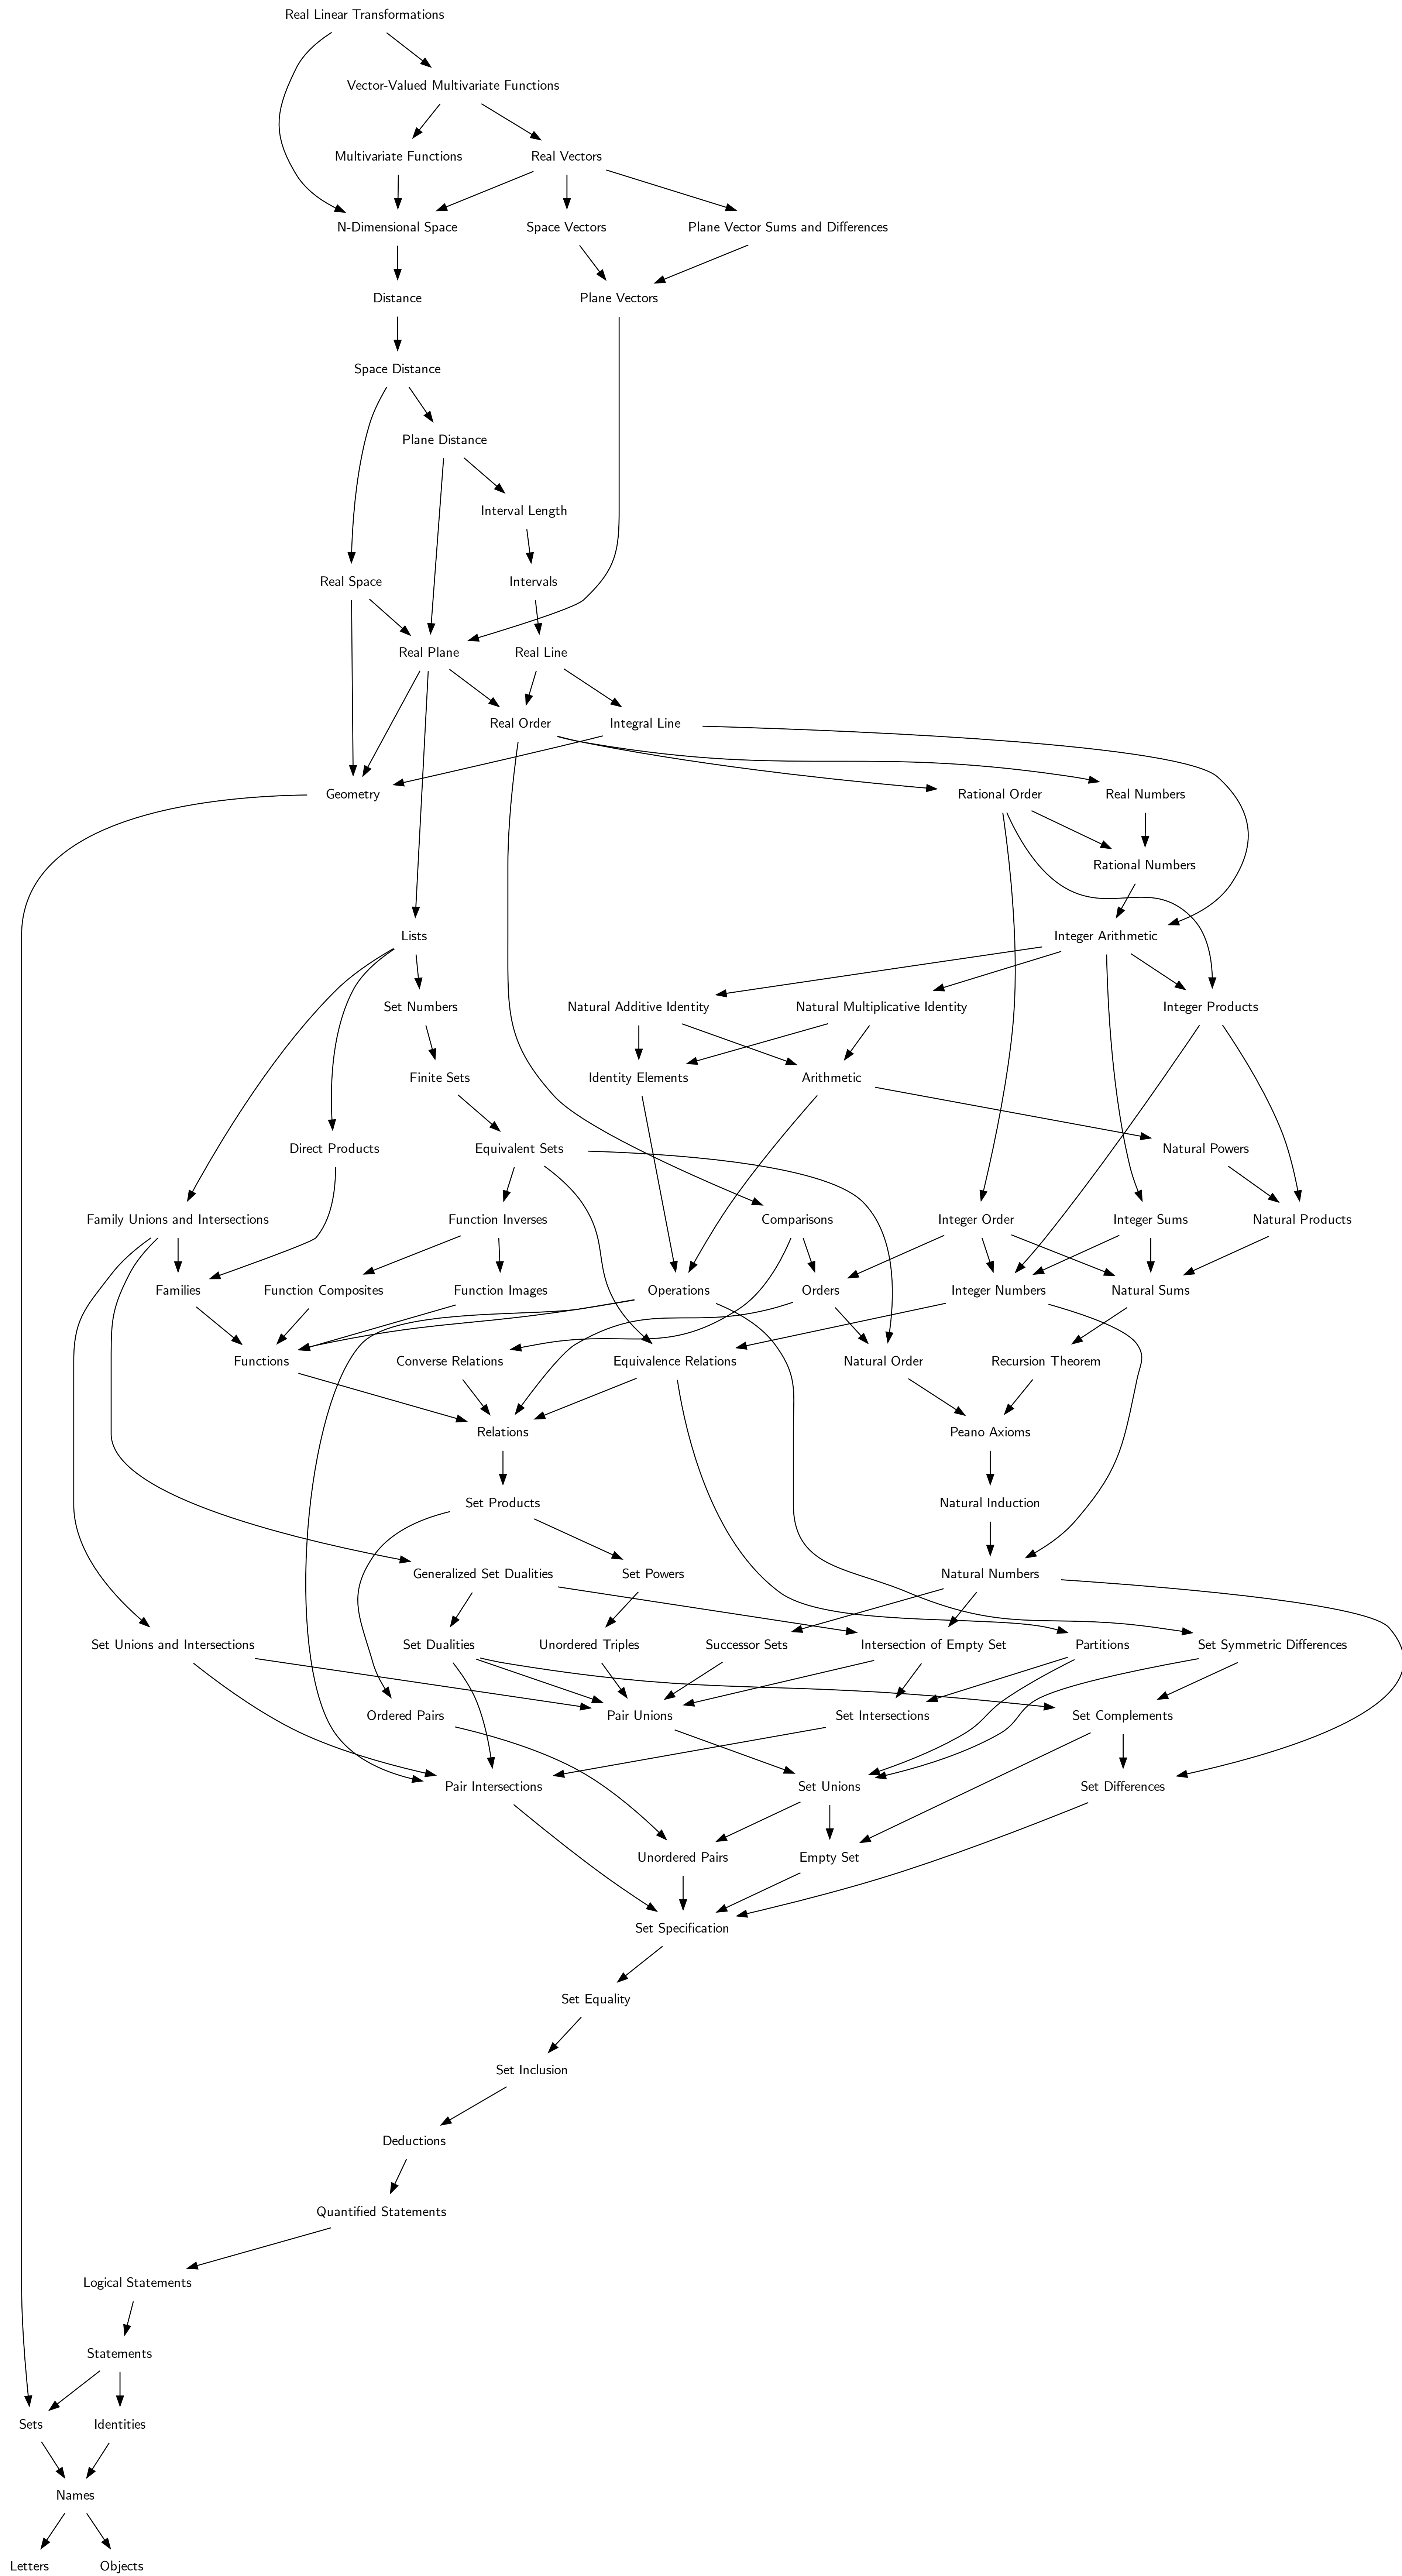 Real Linear Transformations
Vector-Valued Multivariate Functions
Multivariate Functions
Real Vectors
N-Dimensional Space
Space Vectors
Plane Vector Sums and Differences
Distance
Plane Vectors
Space Distance
Plane Distance
Interval Length
Real Space
Intervals
Real Plane
Real Line
Real Order
Integral Line
Geometry
Rational Order
Real Numbers
Rational Numbers
Lists
Integer Arithmetic
Set Numbers
Natural Additive Identity
Natural Multiplicative Identity
Integer Products
Finite Sets
Identity Elements
Arithmetic
Direct Products
Equivalent Sets
Natural Powers
Family Unions and Intersections
Function Inverses
Comparisons
Integer Order
Integer Sums
Natural Products
Families
Function Composites
Function Images
Operations
Orders
Integer Numbers
Natural Sums
Functions
Converse Relations
Equivalence Relations
Natural Order
Recursion Theorem
Relations
Peano Axioms
Set Products
Natural Induction
Generalized Set Dualities
Set Powers
Natural Numbers
Set Unions and Intersections
Set Dualities
Unordered Triples
Successor Sets
Intersection of Empty Set
Partitions
Set Symmetric Differences
Ordered Pairs
Pair Unions
Set Intersections
Set Complements
Pair Intersections
Set Unions
Set Differences
Unordered Pairs
Empty Set
Set Specification
Set Equality
Set Inclusion
Deductions
Quantified Statements
Logical Statements
Statements
Sets
Identities
Names
Letters
Objects